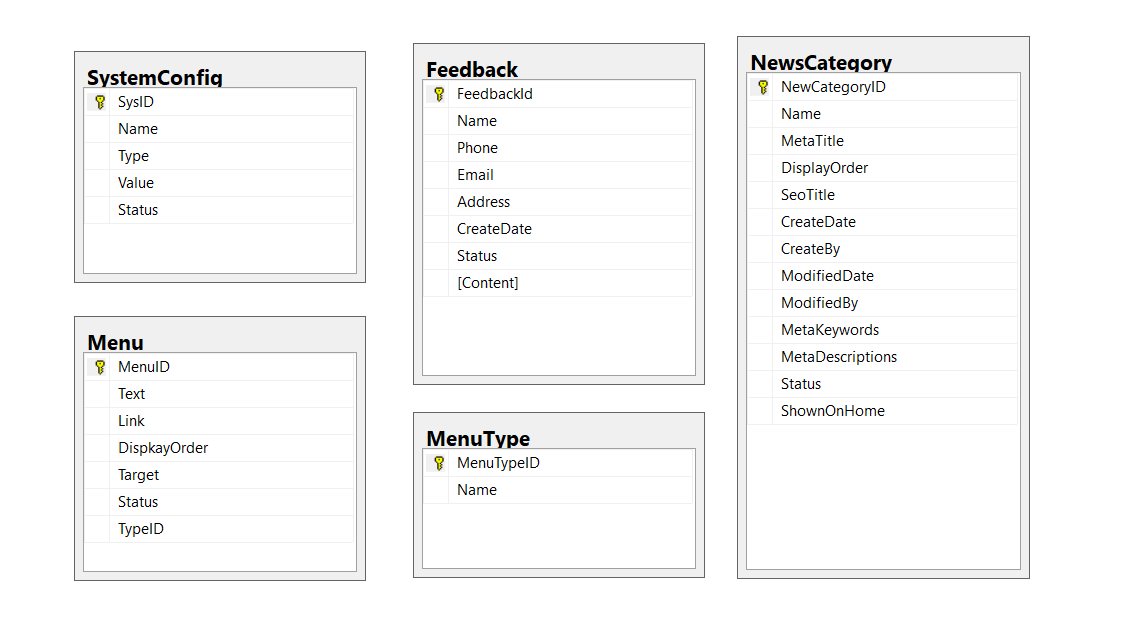 SystemConfig
SysID
Name
Type
Value
Status
Menu
MenuID
Text
Link
DispkayOrder
Target
Status
TypeID
Feedback
FeedbackId
Name
Phone
Email
Address
CreateDate
Status
[Content]
MenuType
MenuTypeID
Name
NewsCategory
NewCategoryID
Name
MetaTitle
DisplayOrder
SeoTitle
CreateDate
CreateBy
ModifiedDate
ModifiedBy
MetaKeywords
MetaDescriptions
Status
ShownOnHome